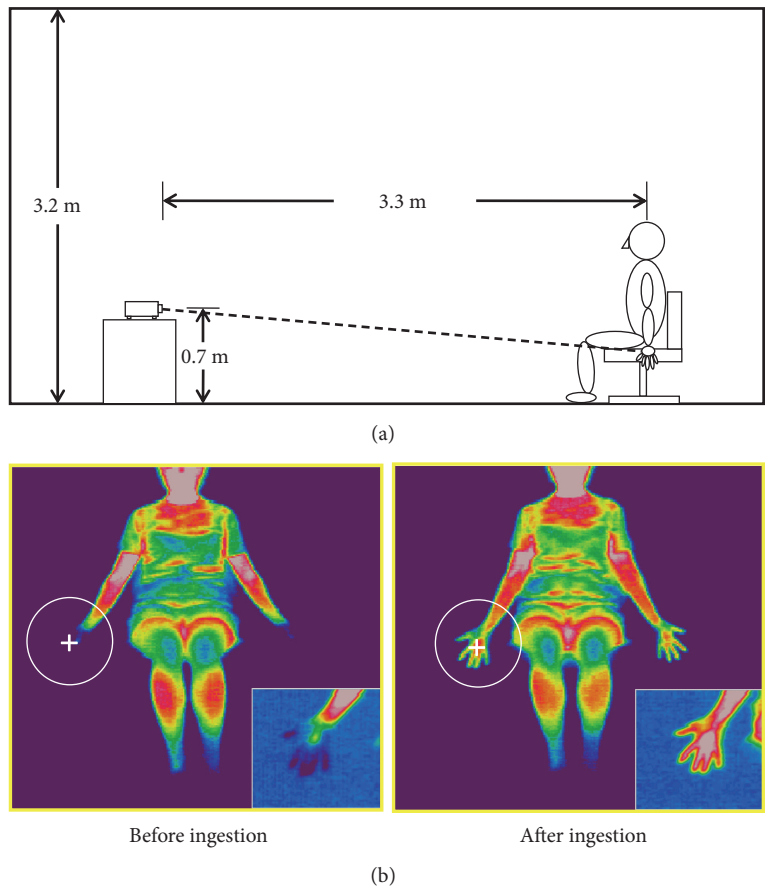 3.2 m
3.3 m
0.7 m
(a)
Before ingestion
After ingestion
(b)